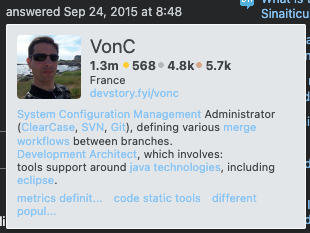 answered Sep 24, 2015 at 8:48
What is t
Sinaiticu
VonC
1.3m 568 4.8k 5.7k
France
devstory.fyi/vonc
System Configuration Management Administrator
(ClearCase, SVN, Git), defining various merge
workflows between branches.
Development Architect, which involves:
tools support around java technologies, including
eclipse.
metrics definit... code static tools different
popul...